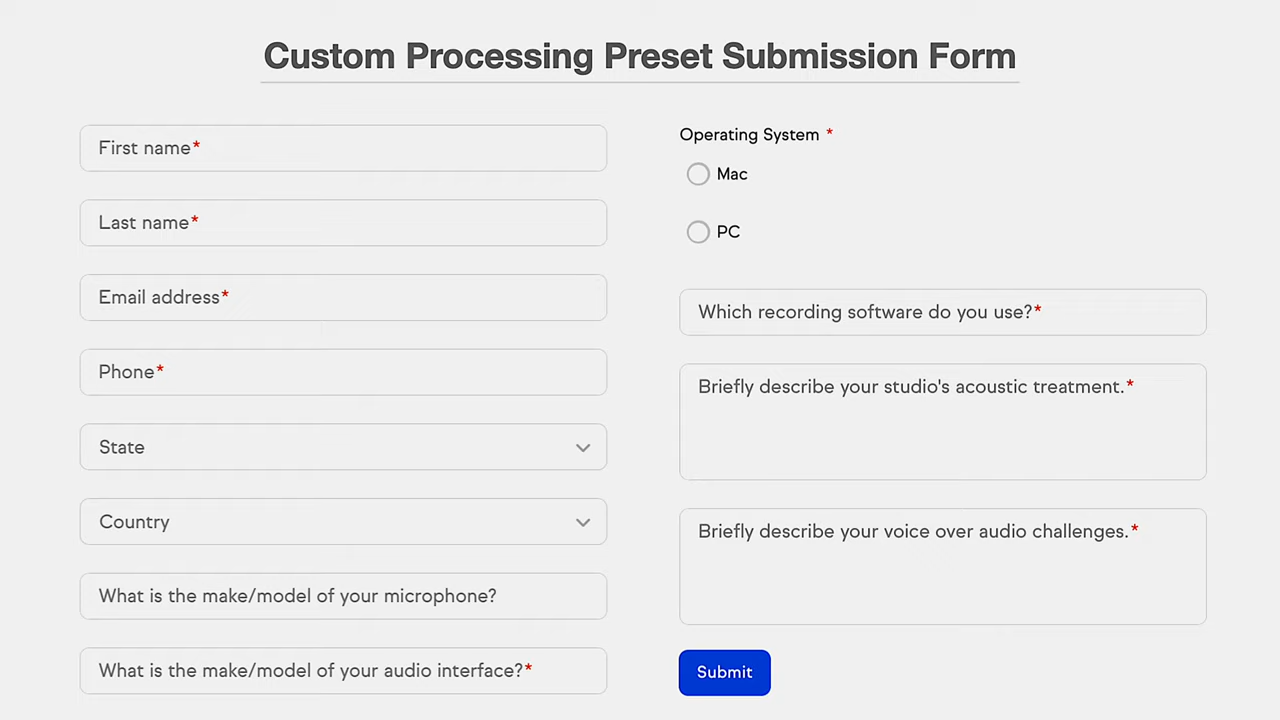 Custom Processing Preset Submission Form
First name*
Last name*
Email address*
Phone*
State
Country
What is the make/model of your microphone?
What is the make/model of your audio interface?*
Operating System *
Mac
PC
Which recording software do you use?*
Briefly describe your studio's acoustic treatment.*
Briefly describe your voice over audio challenges.*
Submit